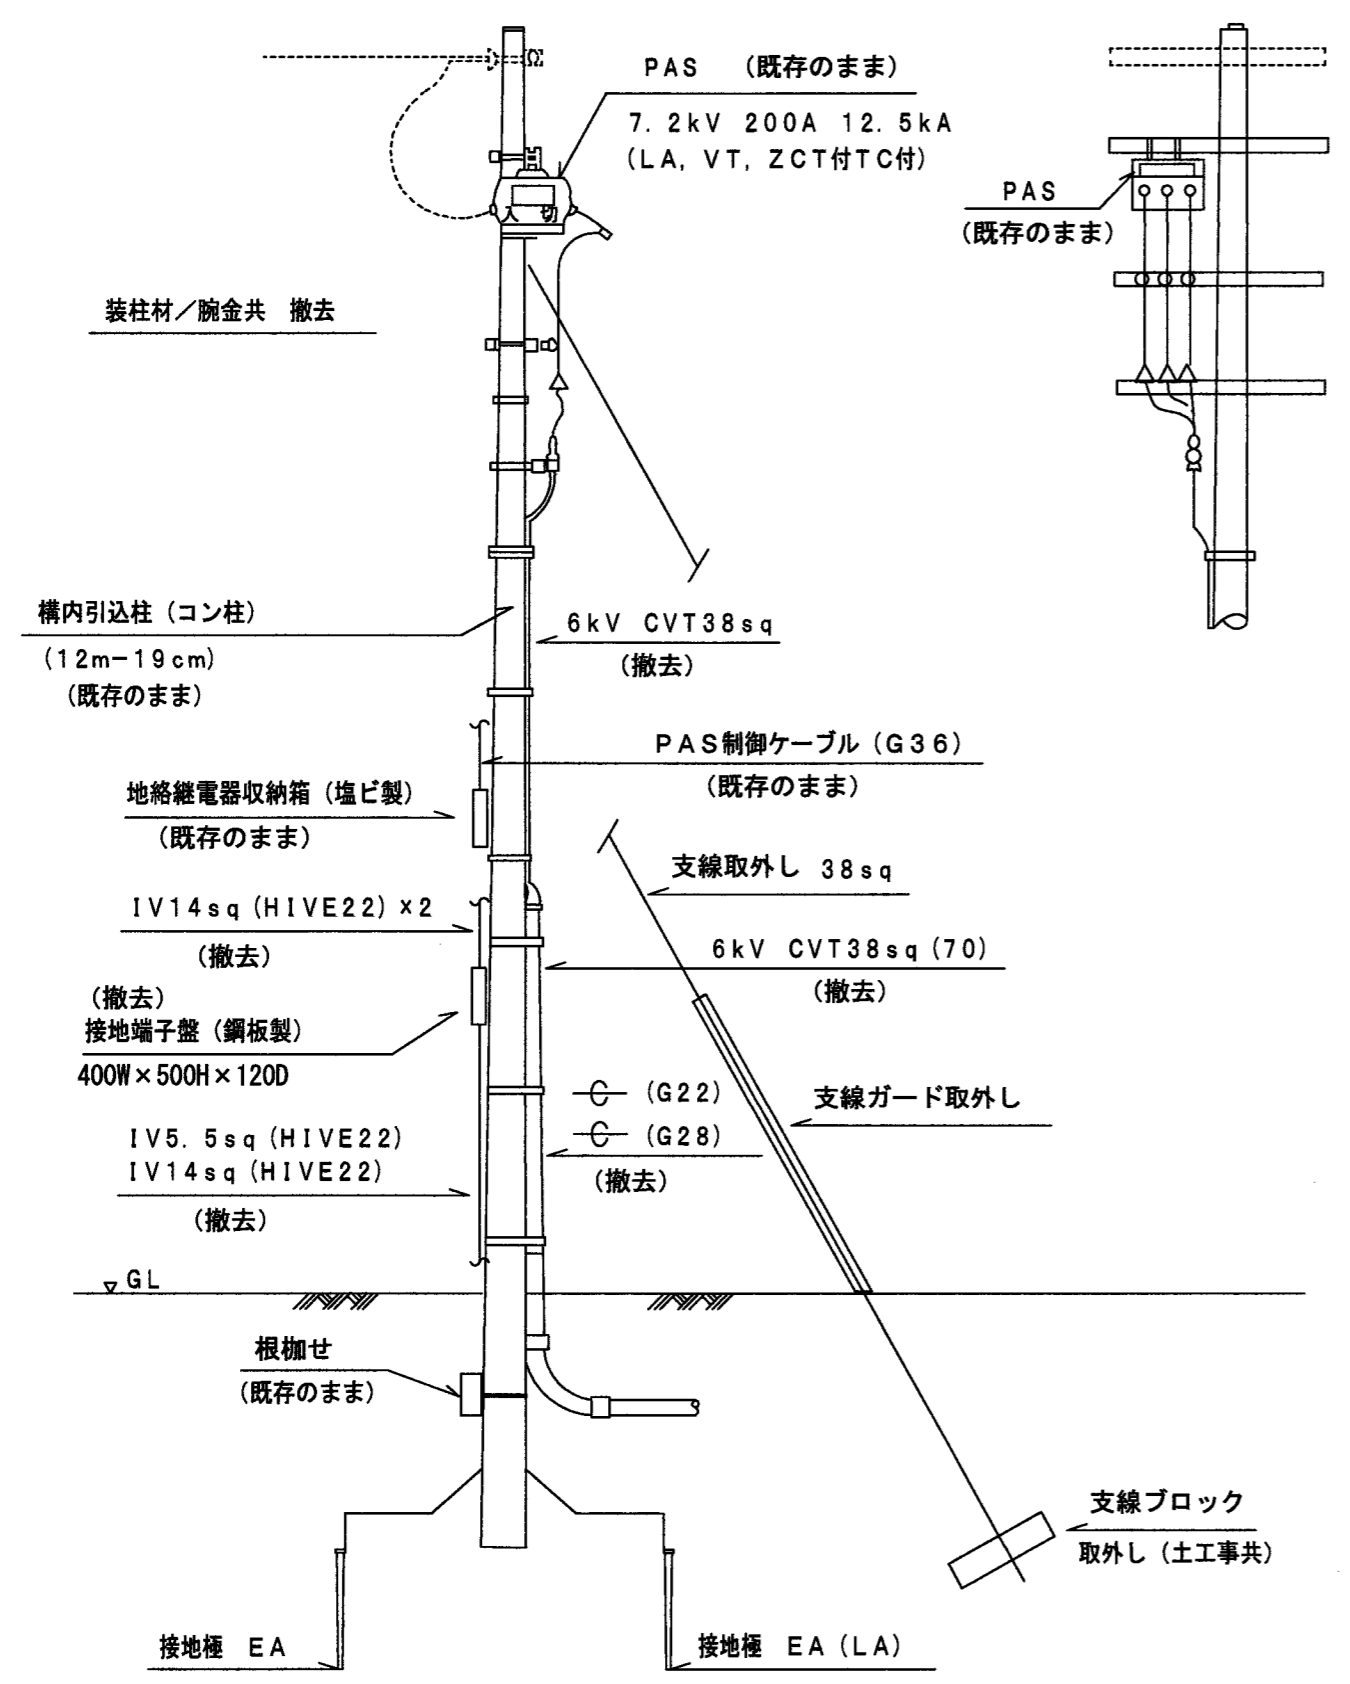 PAS （既存のまま）
7．2kV 200A 12．5kA
（LA，VT，ZCT付TC付）
入 切
PAS
（既存のまま）
装柱材／腕金共 撤去
構内引込柱（コン柱）
（12m－19cm）
（既存のまま）
6kV CVT38sq
（撤去）
PAS制御ケーブル（G36）
（既存のまま）
地絡継電器収納箱（塩ビ製）
（既存のまま）
支線取外し 38sq
IV14sq（HIVE22）×2
（撤去）
6kV CVT38sq（70）
（撤去）
（撤去）
接地端子盤（鋼板製）
400W×500H×120D
（G22）
（G28）
（撤去）
支線ガード取外し
IV5．5sq（HIVE22）
IV14sq（HIVE22）
（撤去）
GL
根枷せ
（既存のまま）
支線ブロック
取外し（土工事共）
接地極 EA
接地極 EA（LA）